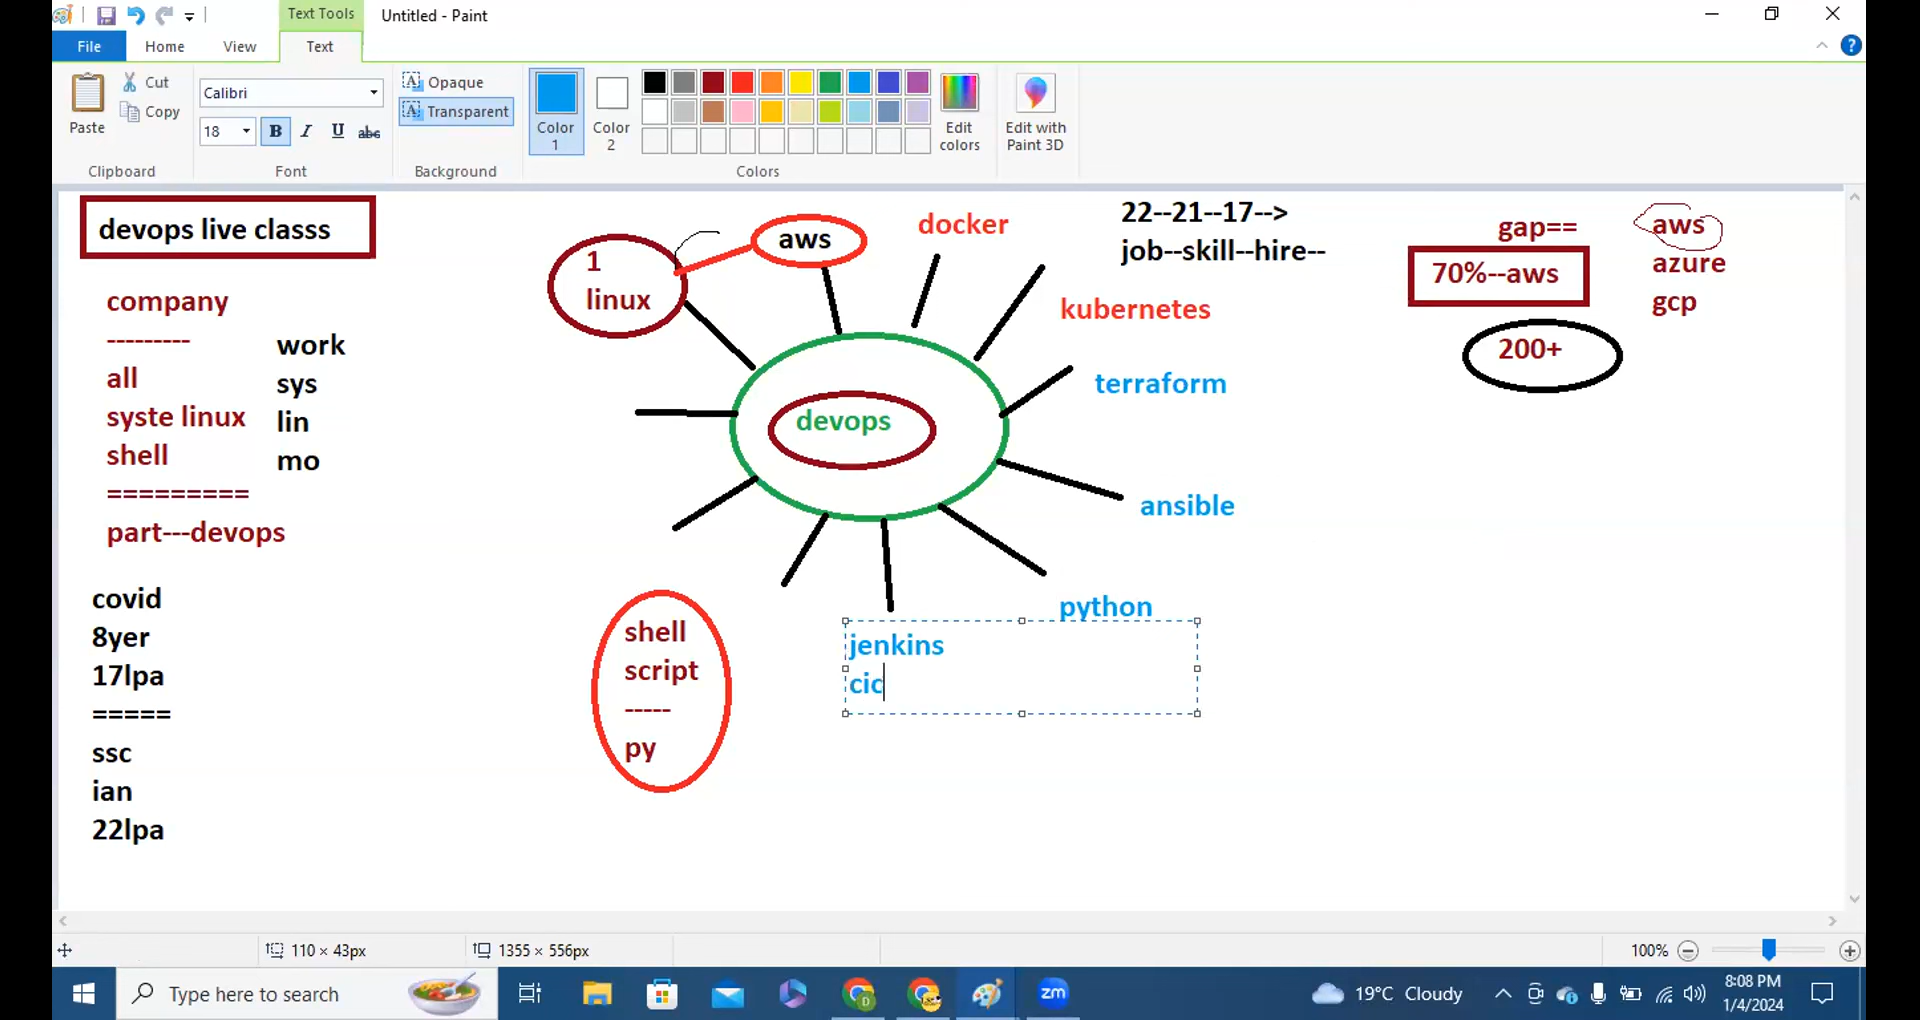 Text Tools
Untitled - Paint
File
Home
View
Text
Paste
Cut
Copy
Clipboard
Calibri
18
B
I
U
abc
Font
Opaque
Transparent
Background
Color 1
Color 2
Colors
Edit colors
Edit with Paint 3D
devops live classs
company
---------
all
syste linux
shell
=========
part---devops
work
sys
lin
mo
covid
8yer
17lpa
=====
ssc
ian
22lpa
1
linux
aws
docker
kubernetes
terraform
devops
ansible
python
jenkins
cic
shell
script
-----
py
22--21--17-->
job--skill--hire--
gap==
70%--aws
200+
aws
azure
gcp
110 × 43px
1355 × 556px
100%
Type here to search
D
zm
19°C Cloudy
8:08 PM
1/4/2024